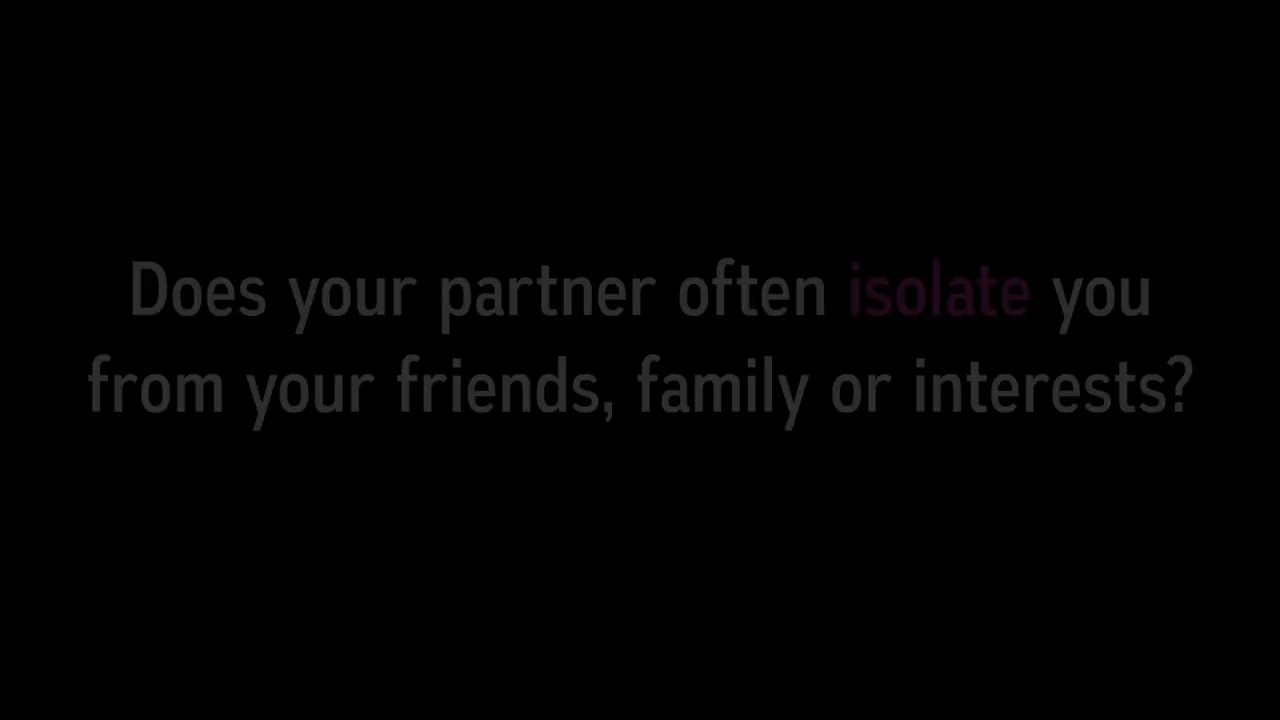 Does your partner often isolate you
from your friends, family or interests?